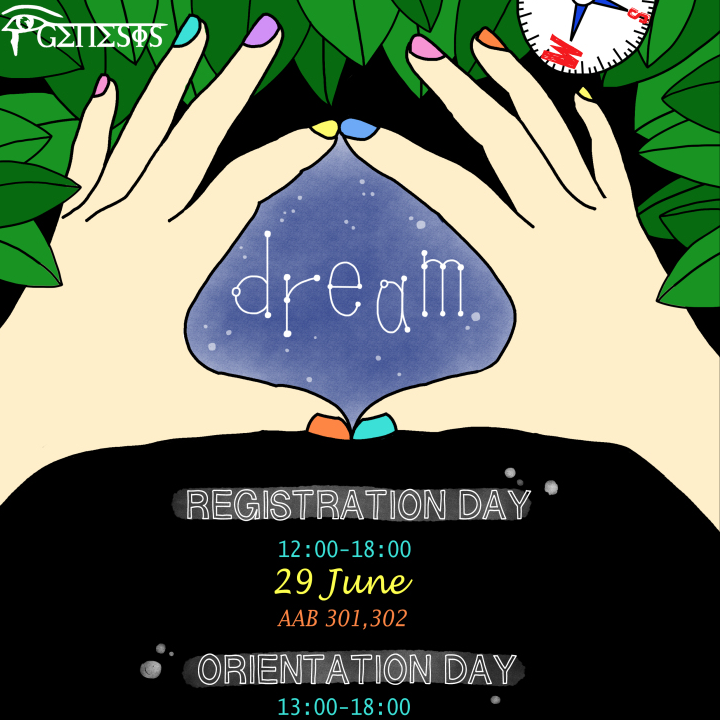 GENESIS
W
S
dream
REGISTRATION DAY
12:00-18:00
29 June
AAB 301,302
ORIENTATION DAY
13:00-18:00